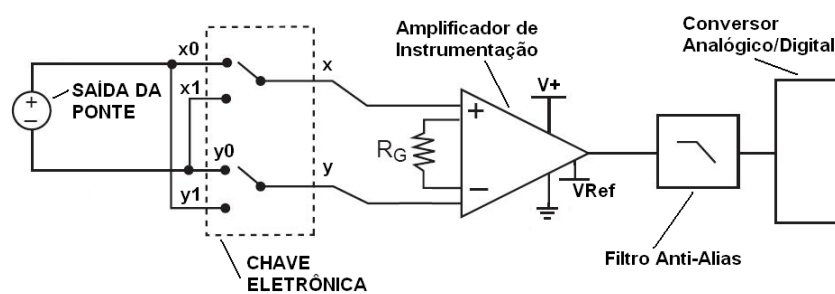 Conversor
Analógico/Digital
Amplificador de
Instrumentação
x0
x
V+
SAÍDA DA
PONTE
x1
+
−
+
−
RG
y0
y
VRef
y1
Filtro Anti-Alias
CHAVE
ELETRÔNICA